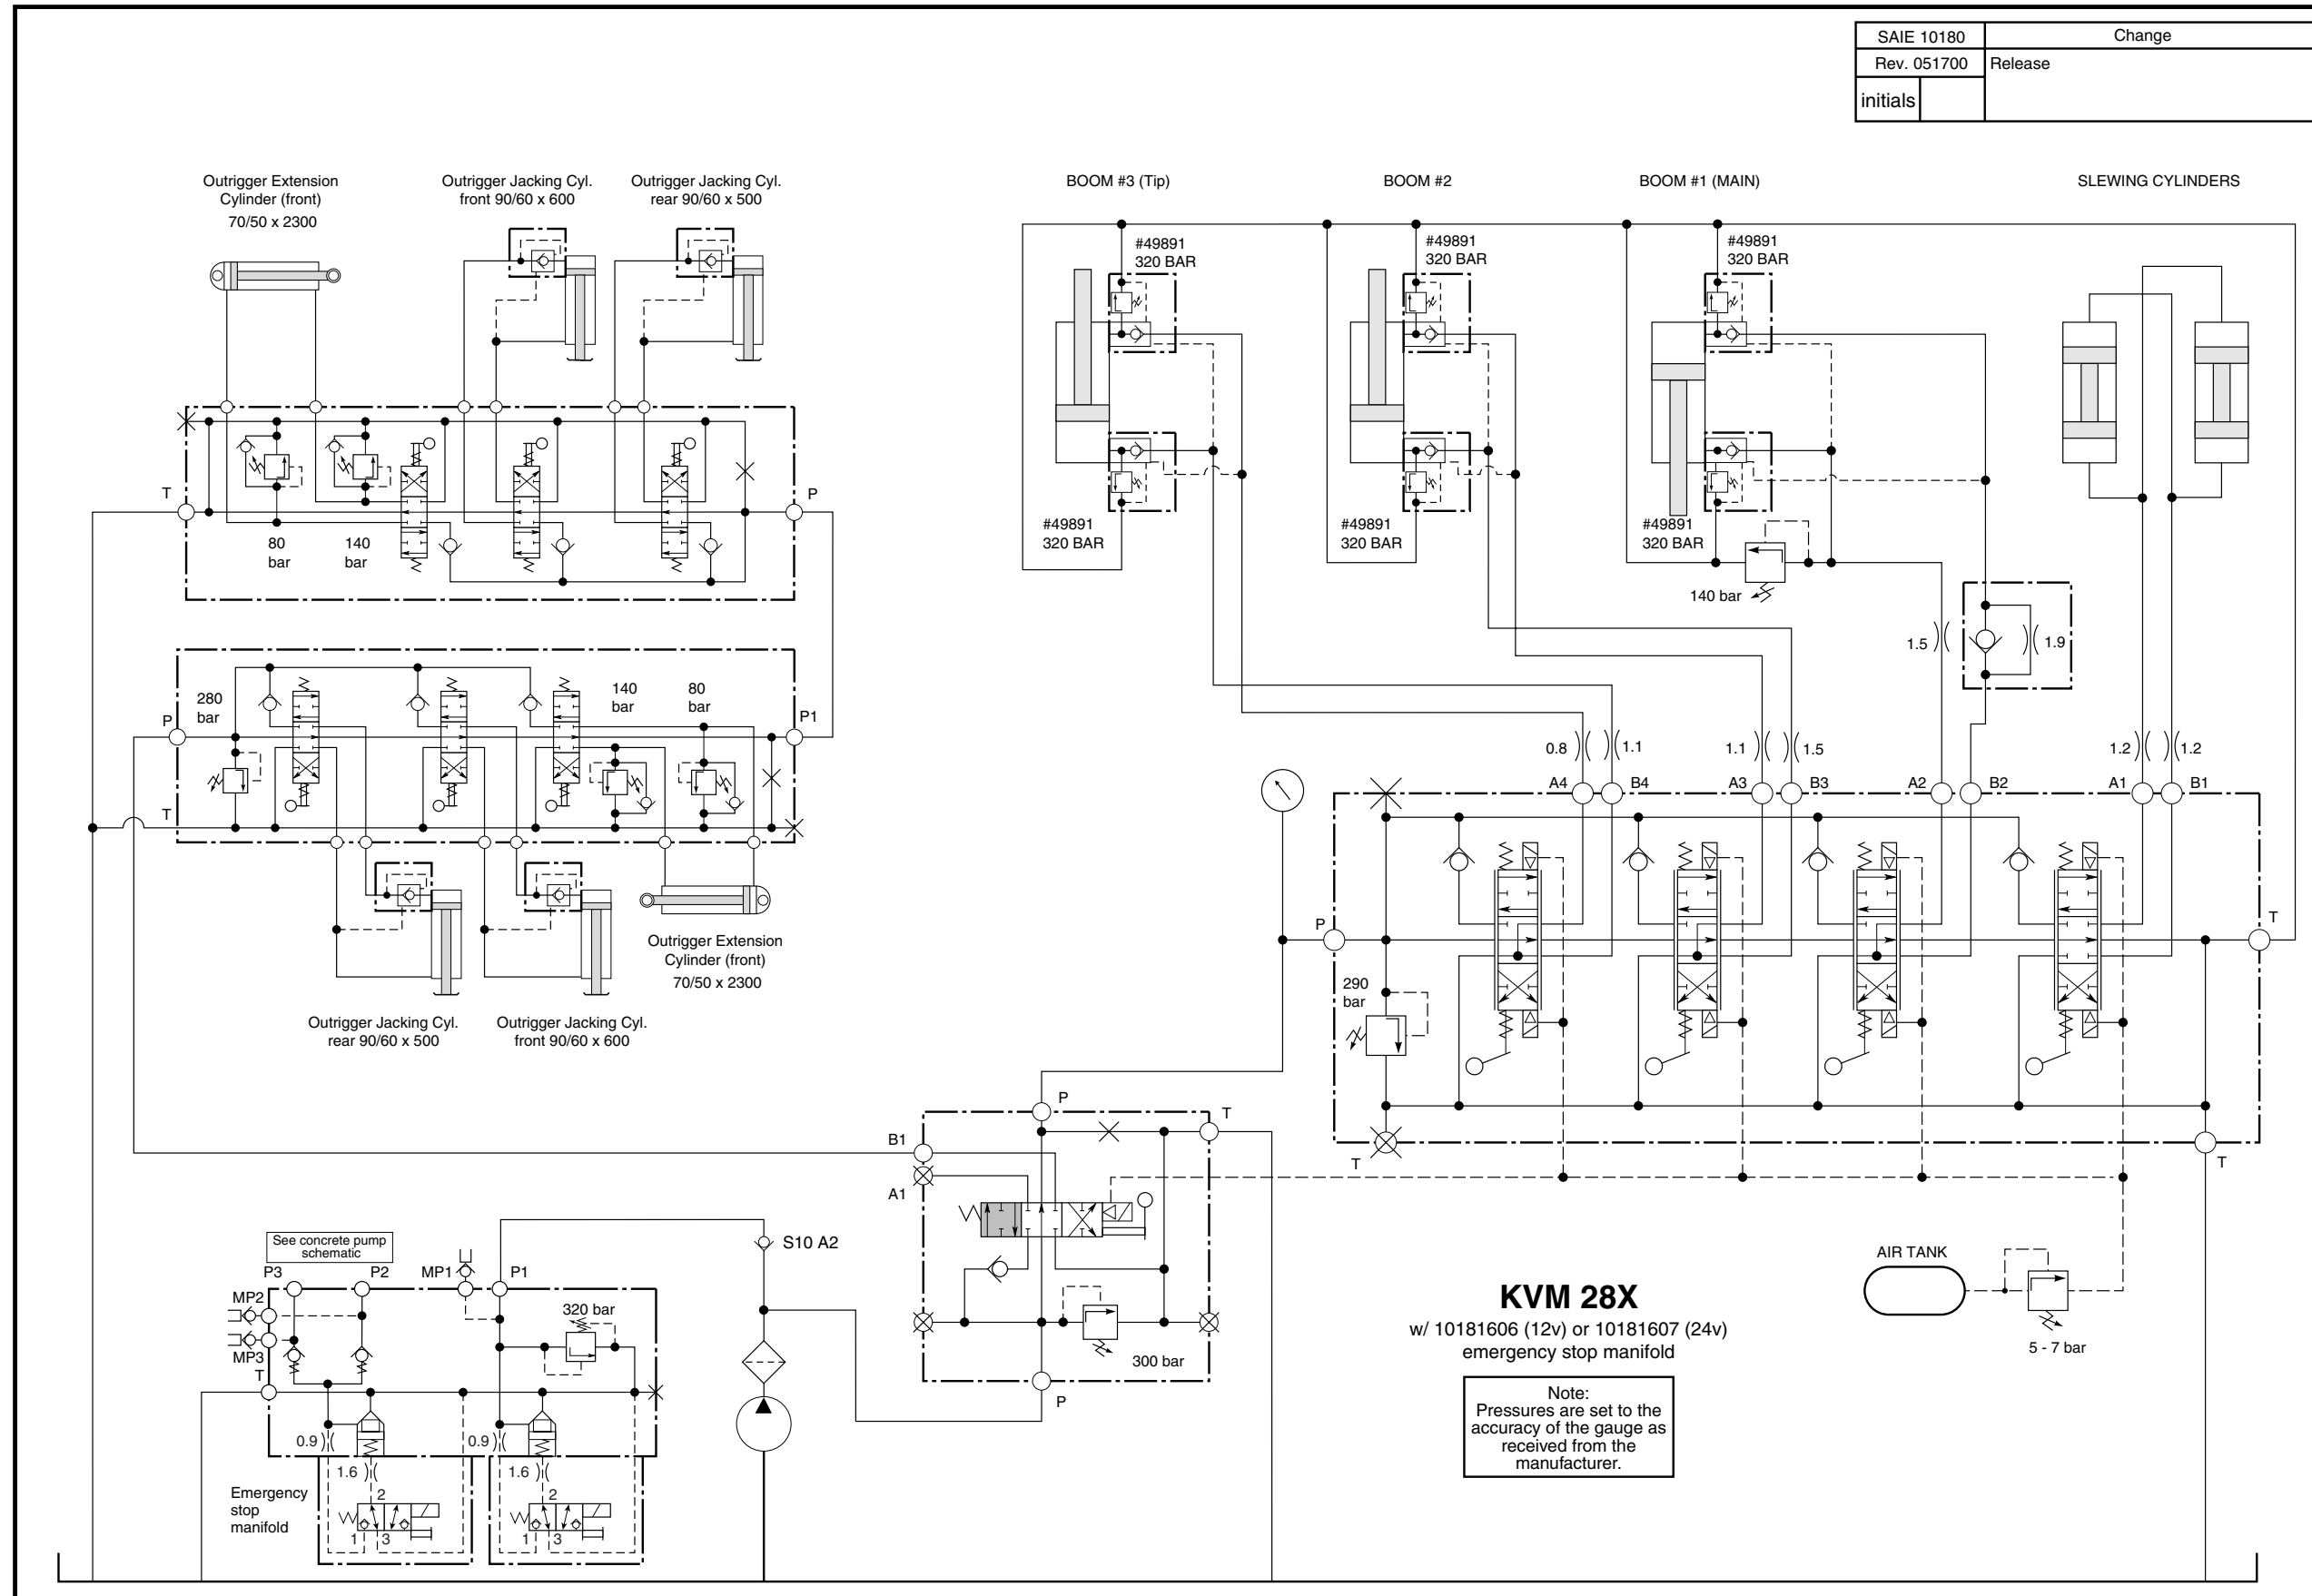 SAIE 10180
Change
Rev. 051700
Release
initials
Outrigger Extension
Cylinder (front)
70/50 x 2300
Outrigger Jacking Cyl.
front 90/60 x 600
Outrigger Jacking Cyl.
rear 90/60 x 500
BOOM #3 (Tip)
BOOM #2
BOOM #1 (MAIN)
SLEWING CYLINDERS
#49891
320 BAR
#49891
320 BAR
#49891
320 BAR
T
P
80
bar
140
bar
#49891
320 BAR
#49891
320 BAR
#49891
320 BAR
140 bar
1.5
1.9
280
bar
140
bar
80
bar
P
P1
T
0.8
1.1
1.1
1.5
1.2
1.2
A4
B4
A3
B3
A2
B2
A1
B1
P
T
290
bar
T
T
Outrigger Extension
Cylinder (front)
70/50 x 2300
Outrigger Jacking Cyl.
rear 90/60 x 500
Outrigger Jacking Cyl.
front 90/60 x 600
P
T
B1
A1
300 bar
P
See concrete pump
schematic
P3
P2
MP1
P1
S10 A2
MP2
MP3
T
320 bar
0.9
0.9
1.6
1.6
2
2
1
3
1
3
Emergency
stop
manifold
AIR TANK
5 - 7 bar
KVM 28X
w/ 10181606 (12v) or 10181607 (24v)
emergency stop manifold
Note:
Pressures are set to the
accuracy of the gauge as
received from the
manufacturer.